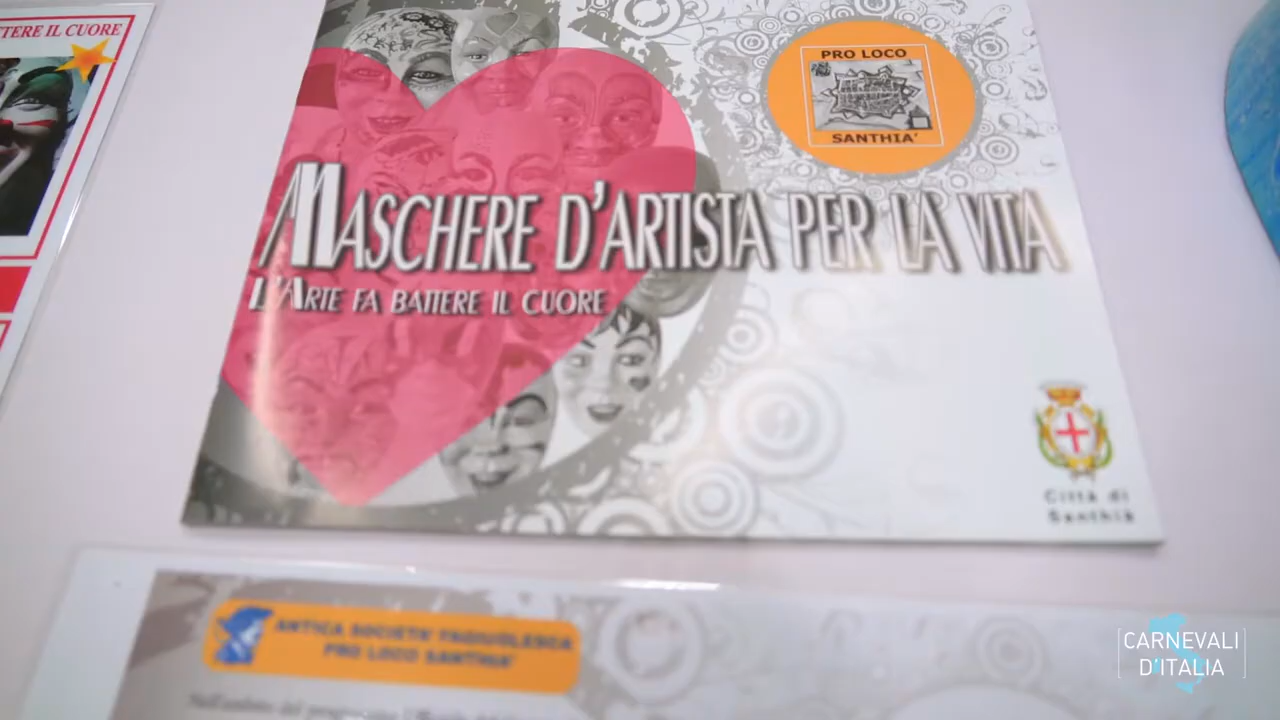 TTERE IL CUORE
PRO LOCO
SANTHIA'
MASCHERE D'ARTISTA PER LA VITA
L'ARTE FA BATTERE IL CUORE
Città di
Santhià
ANTICA SOCIETA' FAGIUOLESCA
PRO LOCO SANTHIA'
CARNEVALI
D'ITALIA